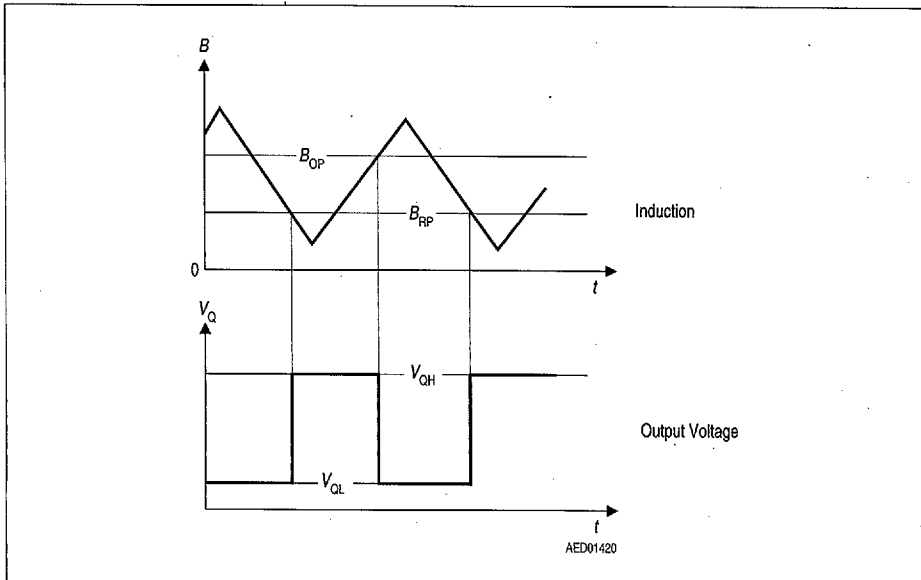 B
B_OP
B_RP
Induction
0
t
V_Q
V_QH
Output Voltage
V_QL
t
AED01420